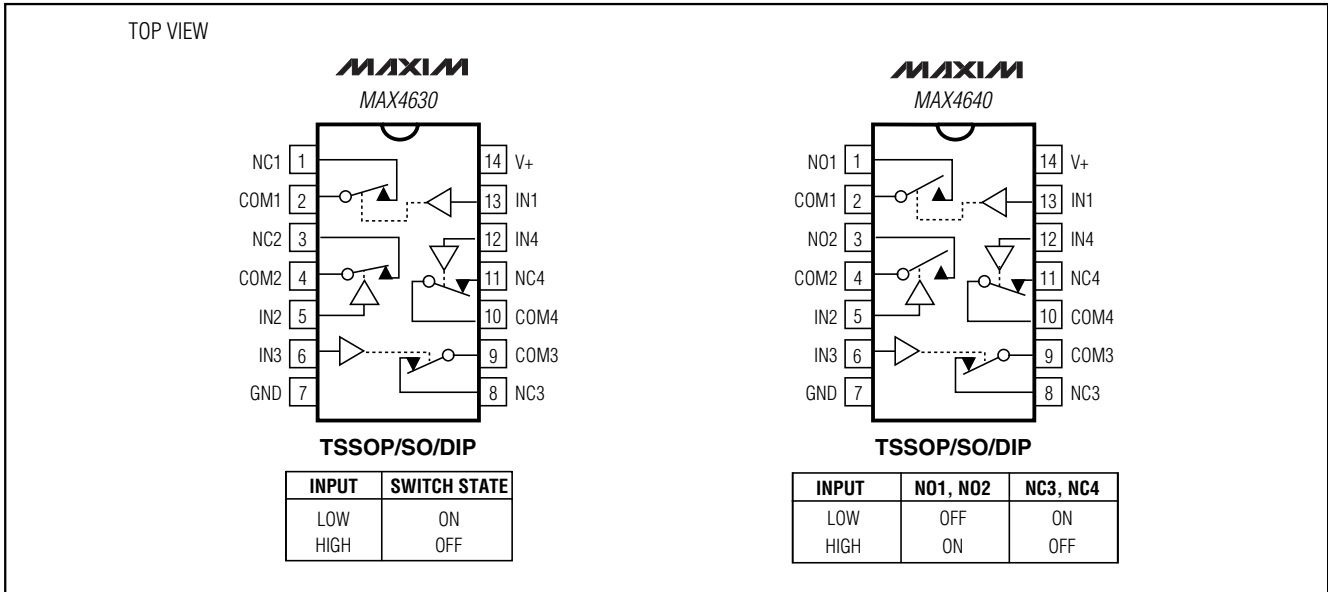 TOP VIEW
MAXIM
MAX4630
NC1 1
COM1 2
NC2 3
COM2 4
IN2 5
IN3 6
GND 7
14 V+
13 IN1
12 IN4
11 NC4
10 COM4
9 COM3
8 NC3
TSSOP/SO/DIP
INPUT SWITCH STATE
LOW ON
HIGH OFF
MAXIM
MAX4640
NO1 1
COM1 2
NO2 3
COM2 4
IN2 5
IN3 6
GND 7
14 V+
13 IN1
12 IN4
11 NC4
10 COM4
9 COM3
8 NC3
TSSOP/SO/DIP
INPUT NO1, NO2 NC3, NC4
LOW OFF ON
HIGH ON OFF